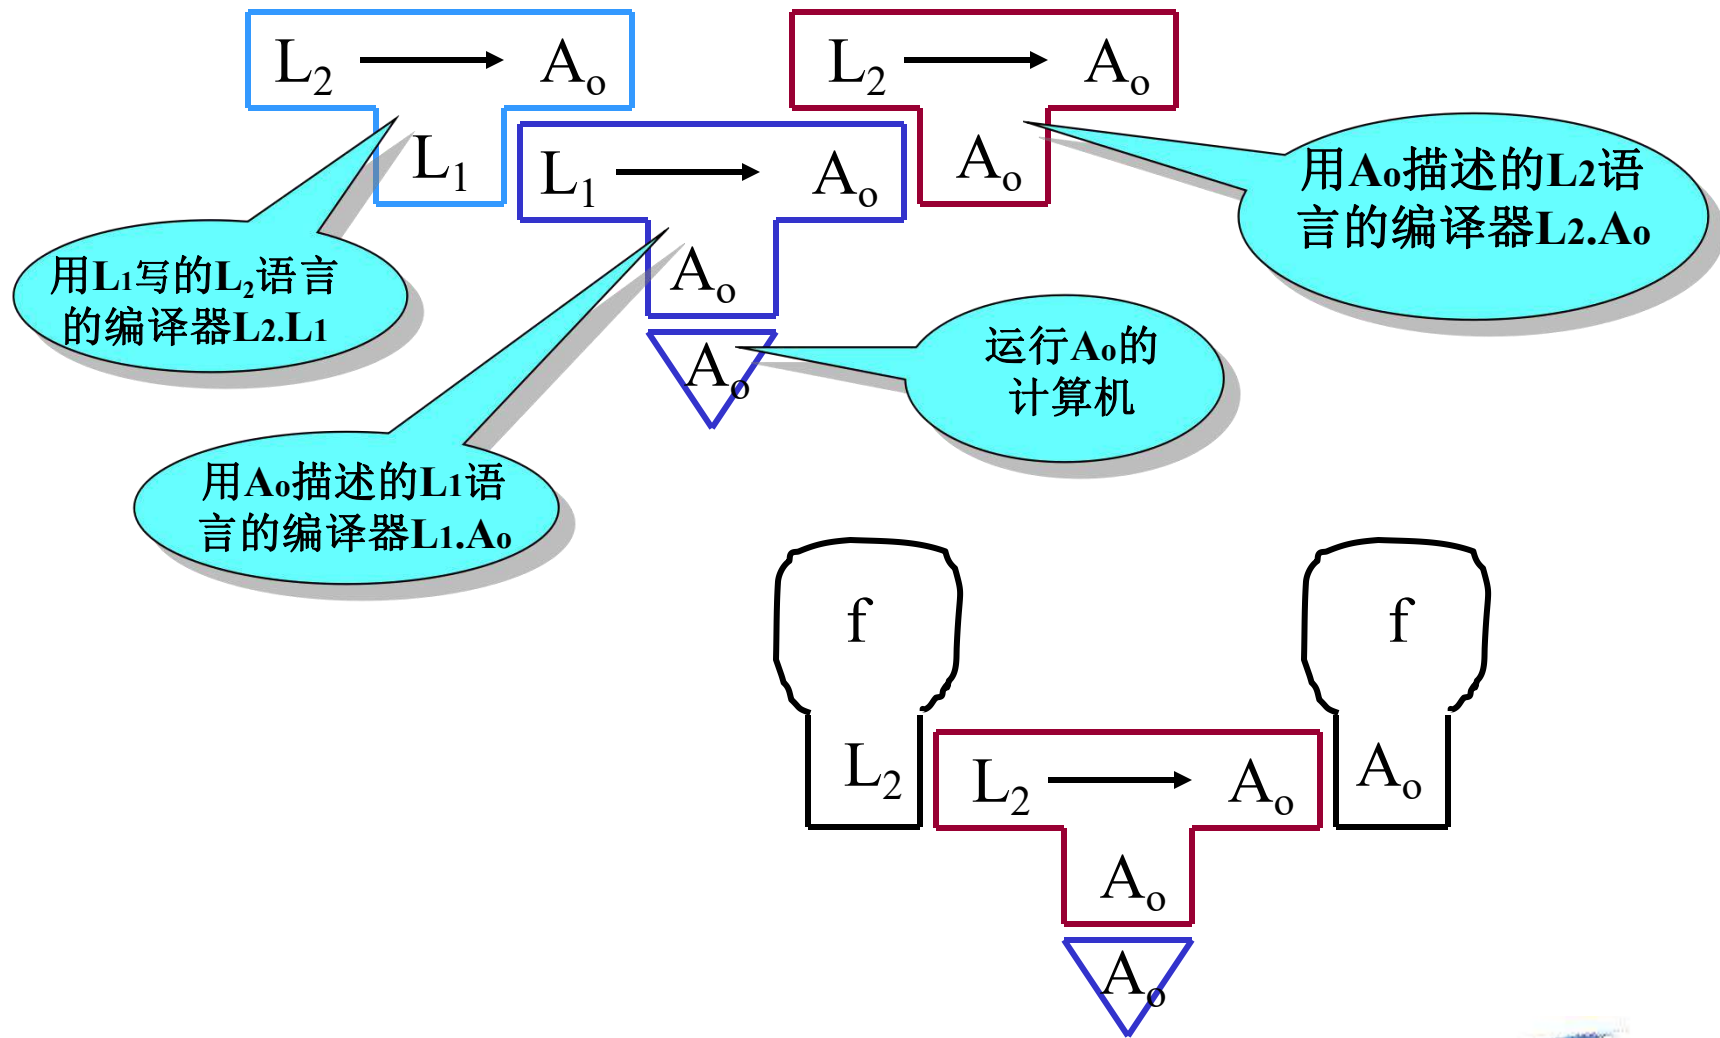 L₂ → Aₒ
L₂ → Aₒ
L₁
L₁ → Aₒ
Aₒ
用Aₒ描述的L2语
言的编译器L2.Aₒ
用L1写的L₂语言
的编译器L2.L1
Aₒ
Aₒ
运行Aₒ的
计算机
用Aₒ描述的L1语
言的编译器L1.Aₒ
f
f
L₂
L₂ → Aₒ
Aₒ
Aₒ
Aₒ